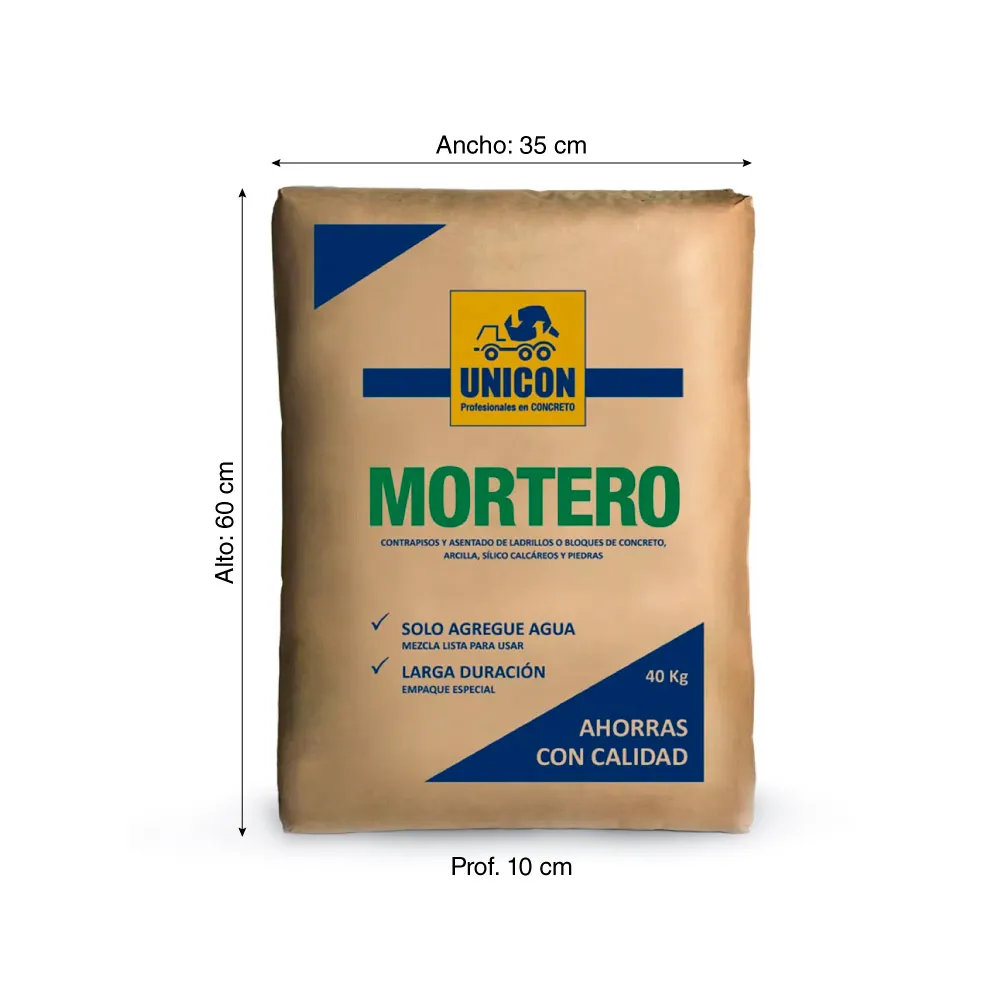 Ancho: 35 cm
Alto: 60 cm
UNICON
Profesionales en CONCRETO
MORTERO
CONTRAPISOS Y ASENTADO DE LADRILLOS O BLOQUES DE CONCRETO,
ARCILLA, SÍLICO CALCÁREOS Y PIEDRAS
SOLO AGREGUE AGUA
MEZCLA LISTA PARA USAR
LARGA DURACIÓN
EMPAQUE ESPECIAL
40 Kg
AHORRAS
CON CALIDAD
Prof. 10 cm